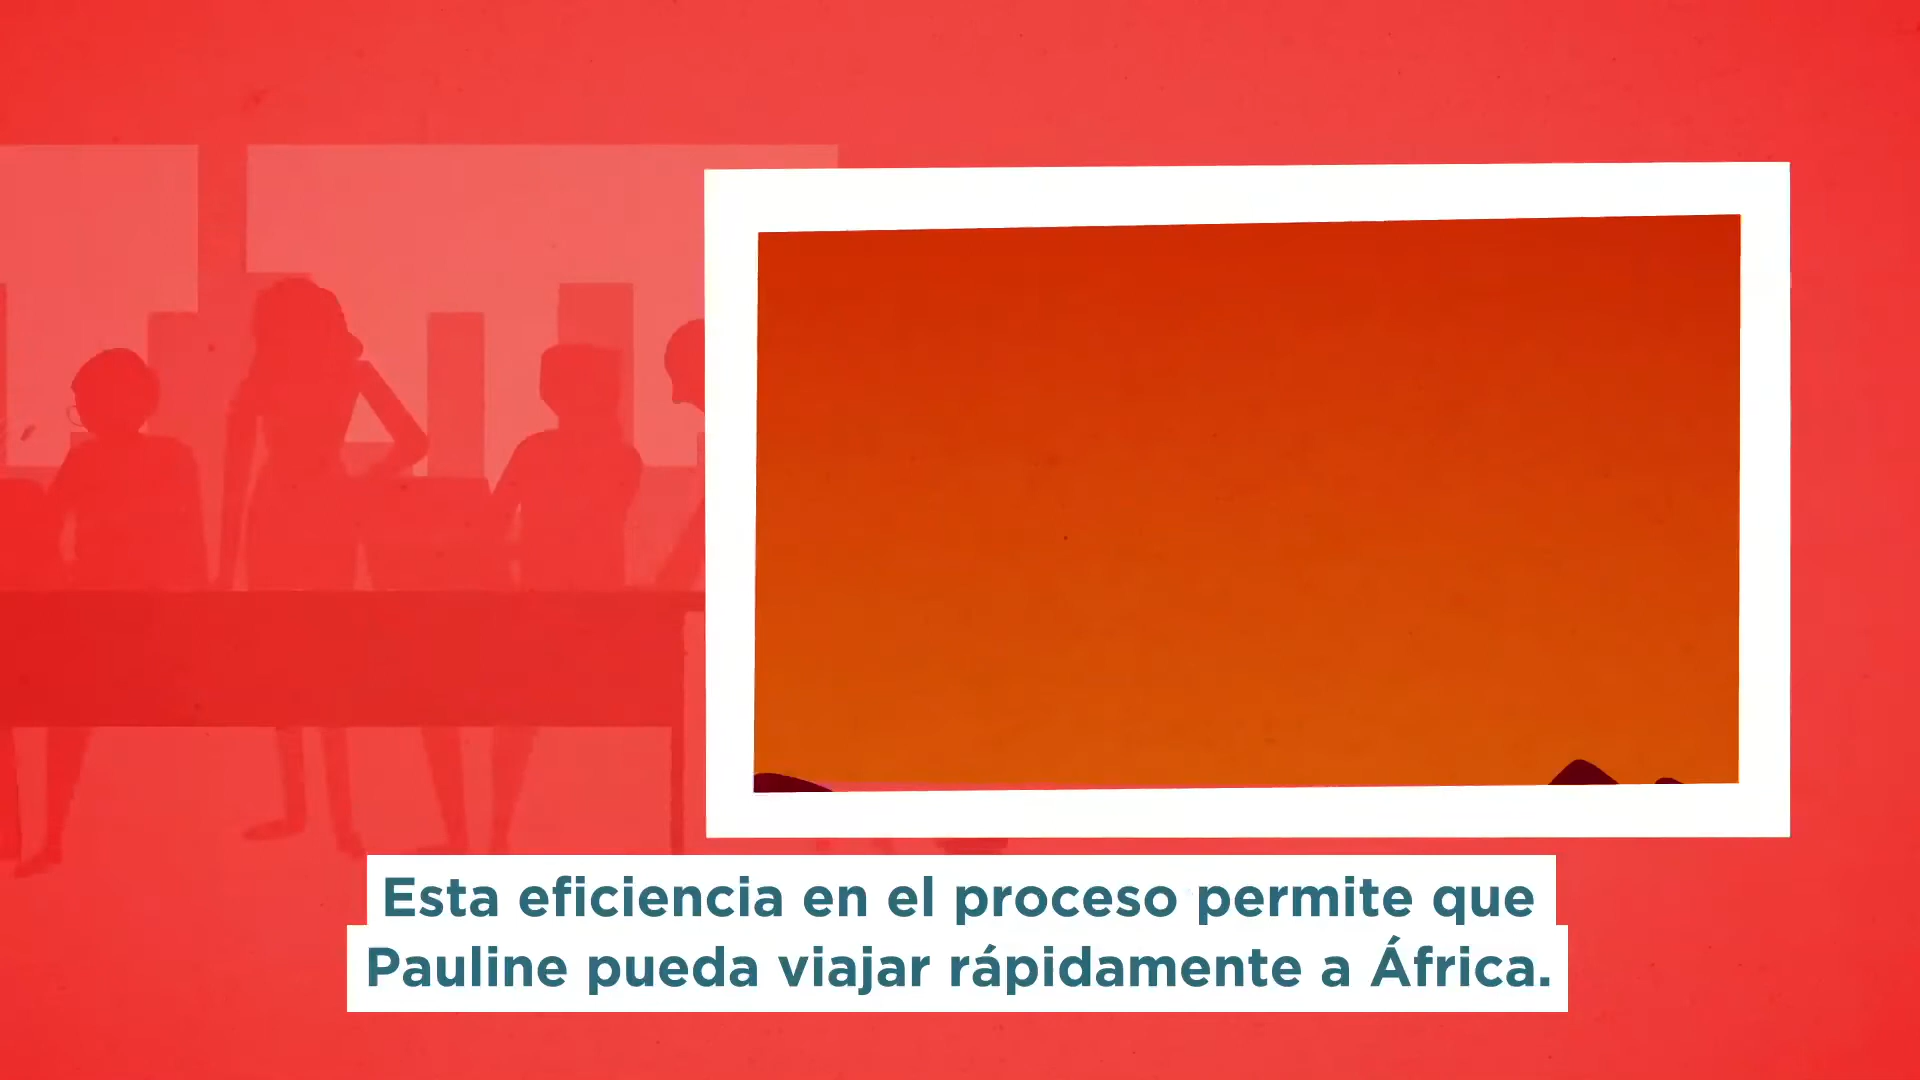 Esta eficiencia en el proceso permite que
Pauline pueda viajar rápidamente a África.